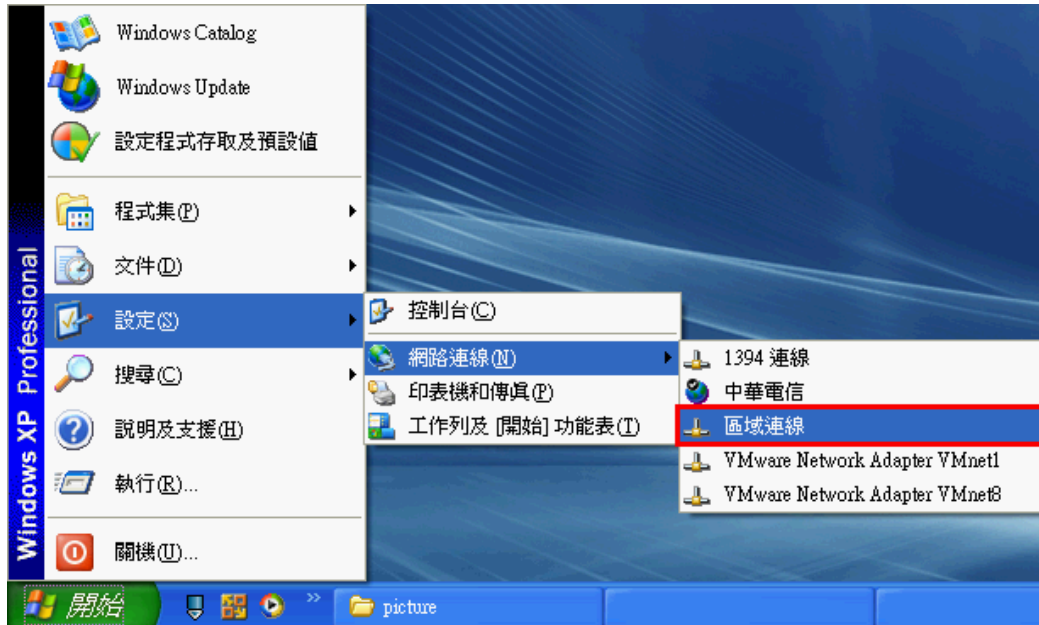 Windows Catalog
Windows Update
設定程式存取及預設值
程式集(P)
文件(D)
設定(S)
搜尋(C)
說明及支援(H)
執行(R)...
關機(U)...
Windows XP Professional
控制台(C)
網路連線(N)
印表機和傳真(P)
工作列及 [開始] 功能表(T)
1394 連線
中華電信
區域連線
VMware Network Adapter VMnet1
VMware Network Adapter VMnet8
開始
picture